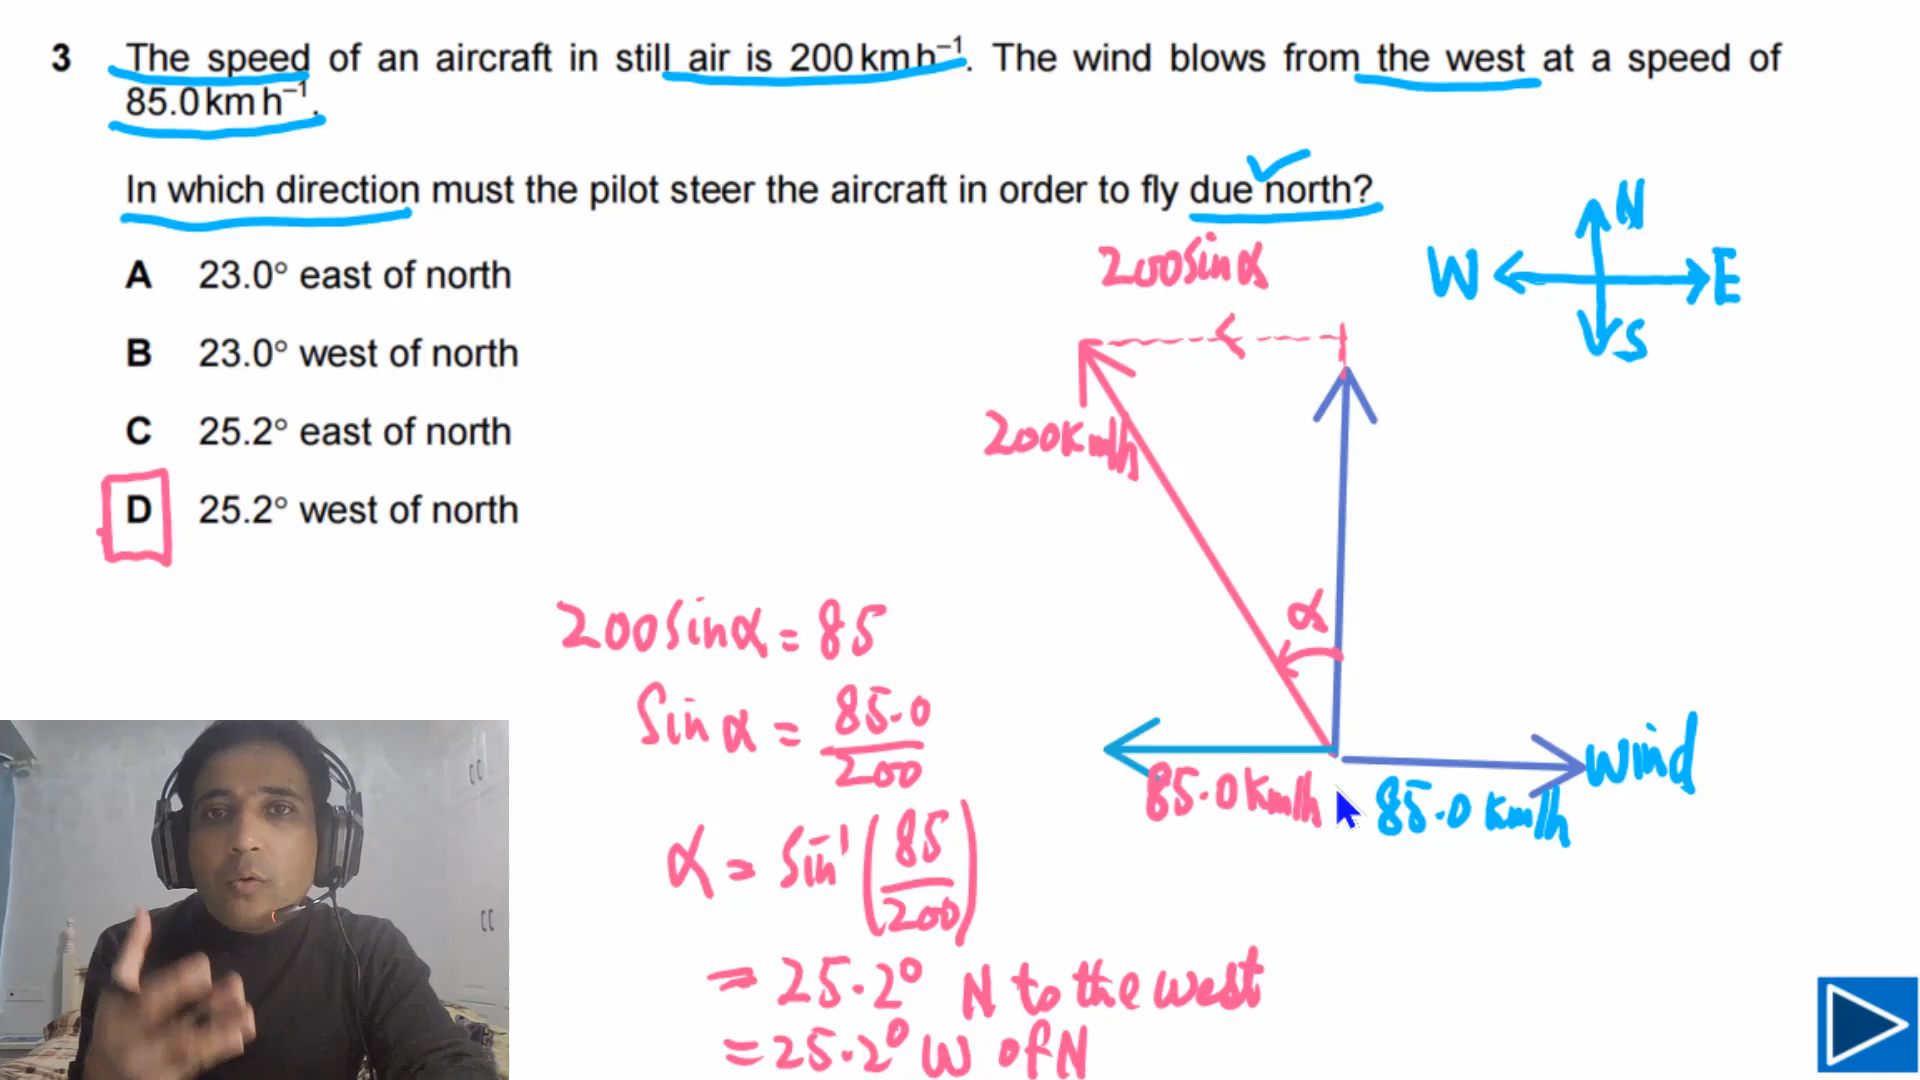 3 The speed of an aircraft in still air is 200 km h⁻¹. The wind blows from the west at a speed of
85.0 km h⁻¹.
In which direction must the pilot steer the aircraft in order to fly due north?
A 23.0° east of north
B 23.0° west of north
C 25.2° east of north
D 25.2° west of north
N
W E
S
200sinα
200km/h
α
wind
85.0km/h 85.0 km/h
200sinα = 85
Sinα = 85.0/200
α = Sin⁻¹(85/200)
= 25.2° N to the west
= 25.2° W of N